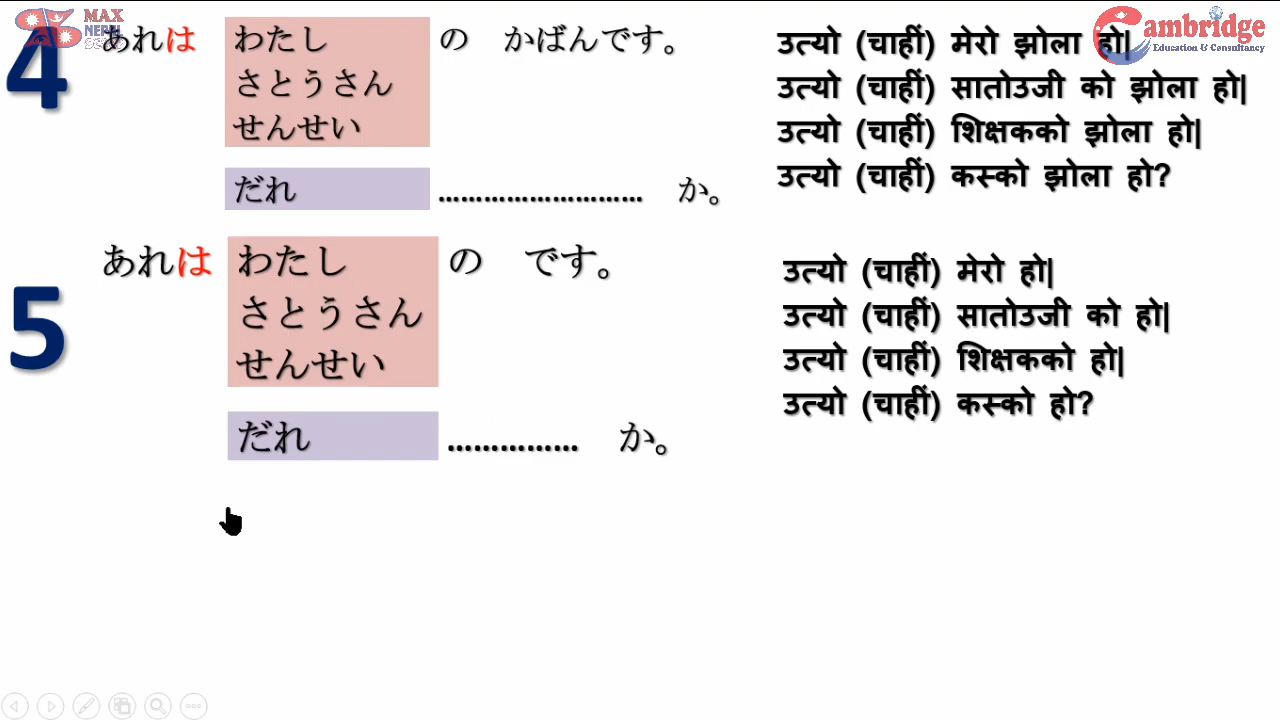 MAX
NEPAL
4
あれは わたし の かばんです。
さとうさん
せんせい
だれ ........................... か。
उत्यो (चाहीं) मेरो झोला हो|
उत्यो (चाहीं) सातोउजी को झोला हो|
उत्यो (चाहीं) शिक्षकको झोला हो|
उत्यो (चाहीं) कस्को झोला हो?
Cambridge
Education & Consultancy
5
あれは わたし の です。
さとうさん
せんせい
だれ ............... か。
उत्यो (चाहीं) मेरो हो|
उत्यो (चाहीं) सातोउजी को हो|
उत्यो (चाहीं) शिक्षकको हो|
उत्यो (चाहीं) कस्को हो?